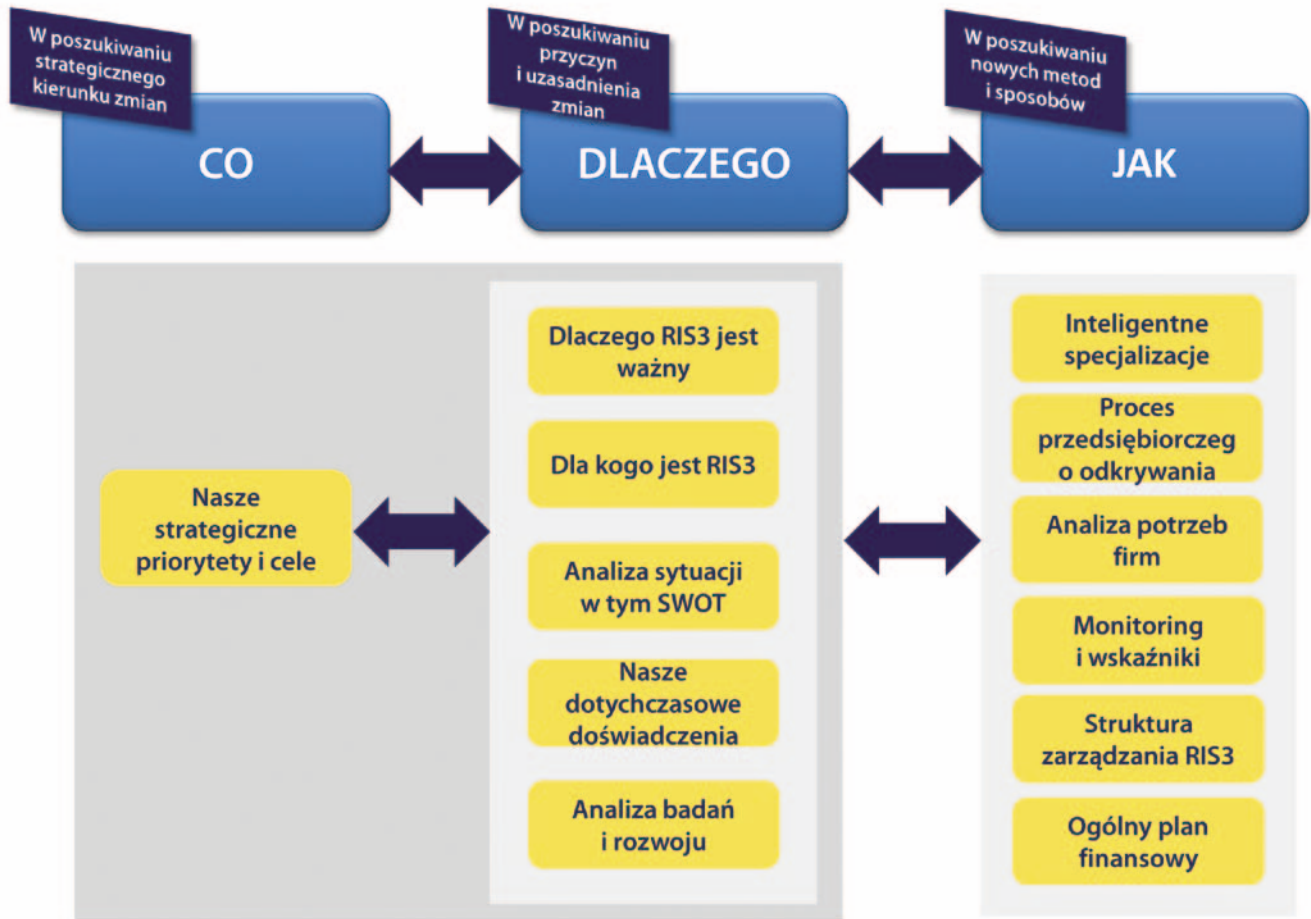 W poszukiwaniu
strategicznego
kierunku zmian
CO
W poszukiwaniu
przyczyn
i uzasadnienia
zmian
DLACZEGO
W poszukiwaniu
nowych metod
i sposobów
JAK
Nasze
strategiczne
priorytety i cele
Dlaczego RIS3 jest
ważny
Dla kogo jest RIS3
Analiza sytuacji
w tym SWOT
Nasze
dotychczasowe
doświadczenia
Analiza badań
i rozwoju
Inteligentne
specjalizacje
Proces
przedsiębiorczeg
o odkrywania
Analiza potrzeb
firm
Monitoring
i wskaźniki
Struktura
zarządzania RIS3
Ogólny plan
finansowy